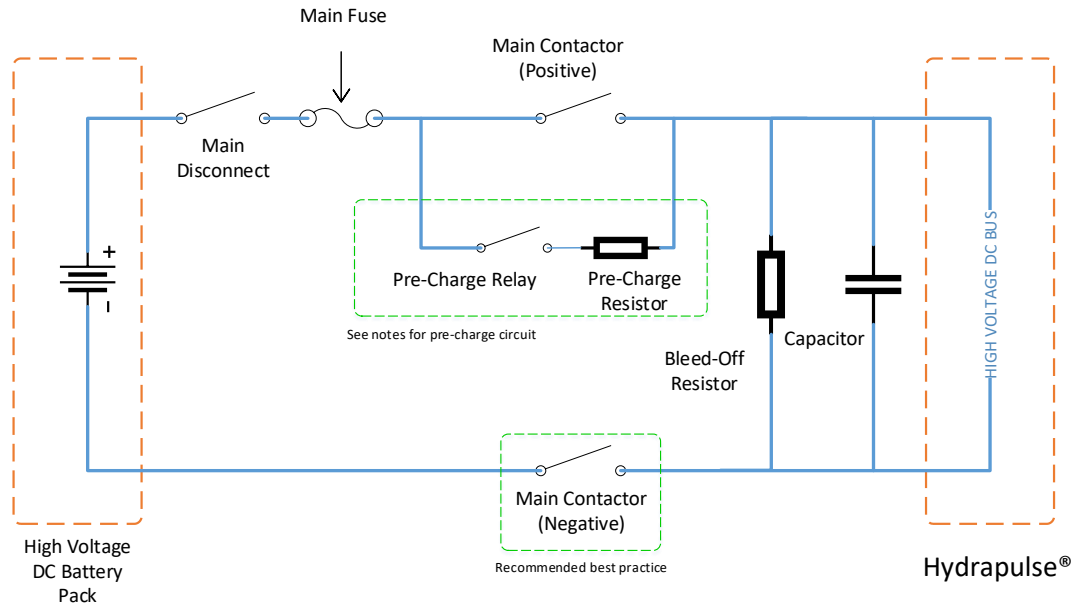 Main Fuse
Main Contactor
(Positive)
Main
Disconnect
+
-
Pre-Charge Relay
Pre-Charge
Resistor
See notes for pre-charge circuit
Bleed-Off
Resistor
Capacitor
HIGH VOLTAGE DC BUS
Main Contactor
(Negative)
Recommended best practice
High Voltage
DC Battery
Pack
Hydrapulse®